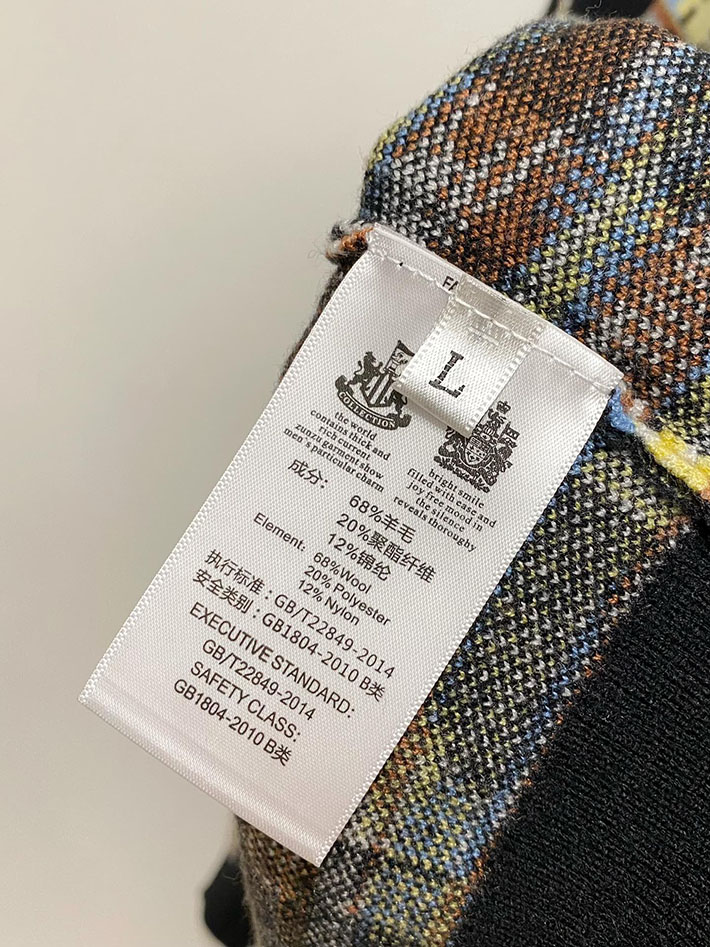 L
COLLECTION
the world
contains thick and
rich current
zunzu garment show
men's particular charm
bright smile
filled with ease and
joy free mood in
the silence
reveals thorougby
成分:
68%羊毛
20%聚酯纤维
12%锦纶
Element:
68%Wool
20% Polyester
12% Nylon
执行标准:GB/T22849-2014
安全类别:GB1804-2010 B类
EXECUTIVE STANDARD:
GB/T22849-2014
SAFETY CLASS:
GB1804-2010 B类